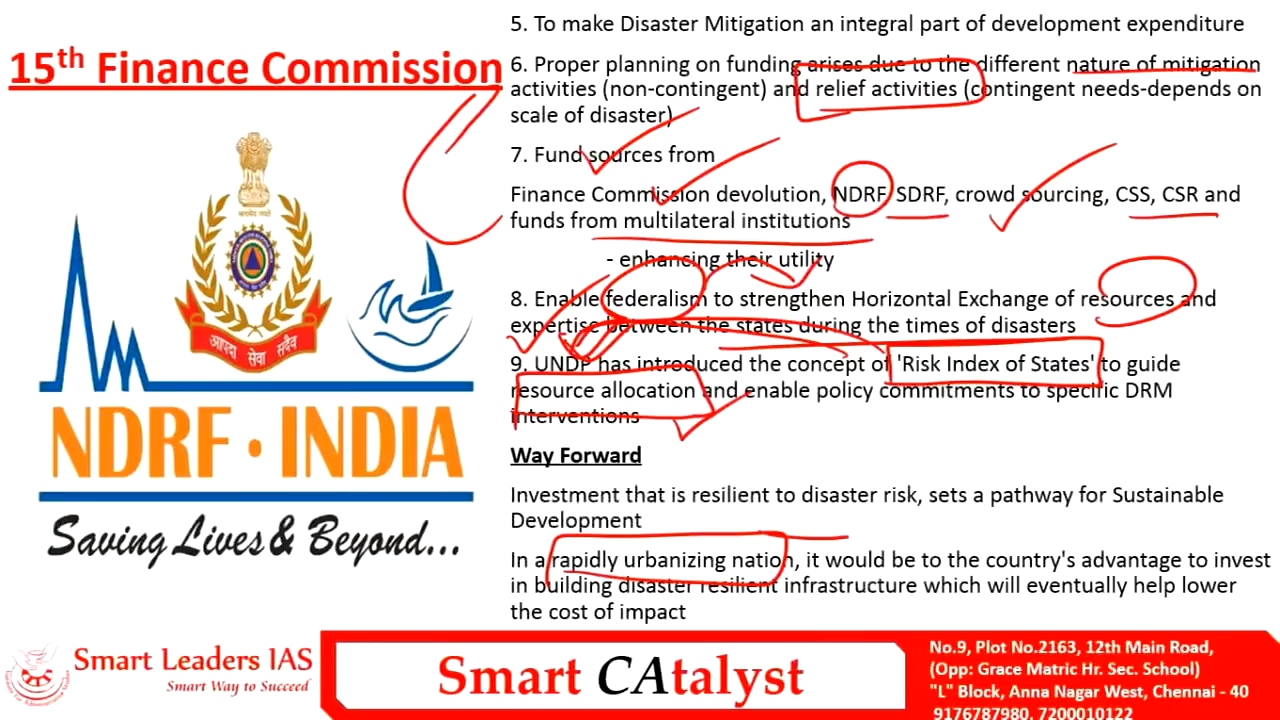 15th Finance Commission
आपदा सेवा सदैव
NDRF • INDIA
Saving Lives & Beyond...
5. To make Disaster Mitigation an integral part of development expenditure
6. Proper planning on funding arises due to the different nature of mitigation
activities (non-contingent) and relief activities (contingent needs-depends on
scale of disaster)
7. Fund sources from
Finance Commission devolution, NDRF, SDRF, crowd sourcing, CSS, CSR and
funds from multilateral institutions
- enhancing their utility
8. Enable federalism to strengthen Horizontal Exchange of resources and
expertise between the states during the times of disasters
9. UNDP has introduced the concept of 'Risk Index of States' to guide
resource allocation and enable policy commitments to specific DRM
interventions
Way Forward
Investment that is resilient to disaster risk, sets a pathway for Sustainable
Development
In a rapidly urbanizing nation, it would be to the country's advantage to invest
in building disaster resilient infrastructure which will eventually help lower
the cost of impact
Smart Leaders IAS
Smart Way to Succeed
Smart CAtalyst
No.9, Plot No.2163, 12th Main Road,
(Opp: Grace Matric Hr. Sec. School)
"L" Block, Anna Nagar West, Chennai - 40
9176787980, 7200010122